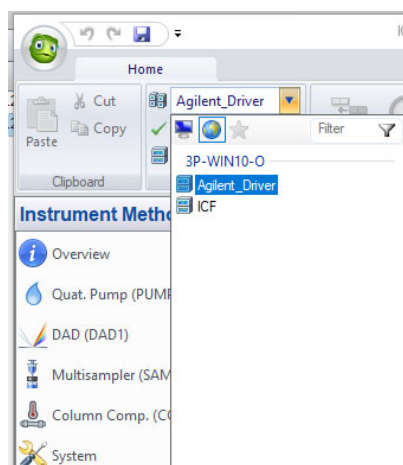 Home
Cut
Copy
Paste
Clipboard
Agilent_Driver
Filter
3P-WIN10-O
Agilent_Driver
ICF
Instrument Metho
Overview
Quat. Pump (PUMP
DAD (DAD1)
Multisampler (SAM
Column Comp. (CO
System